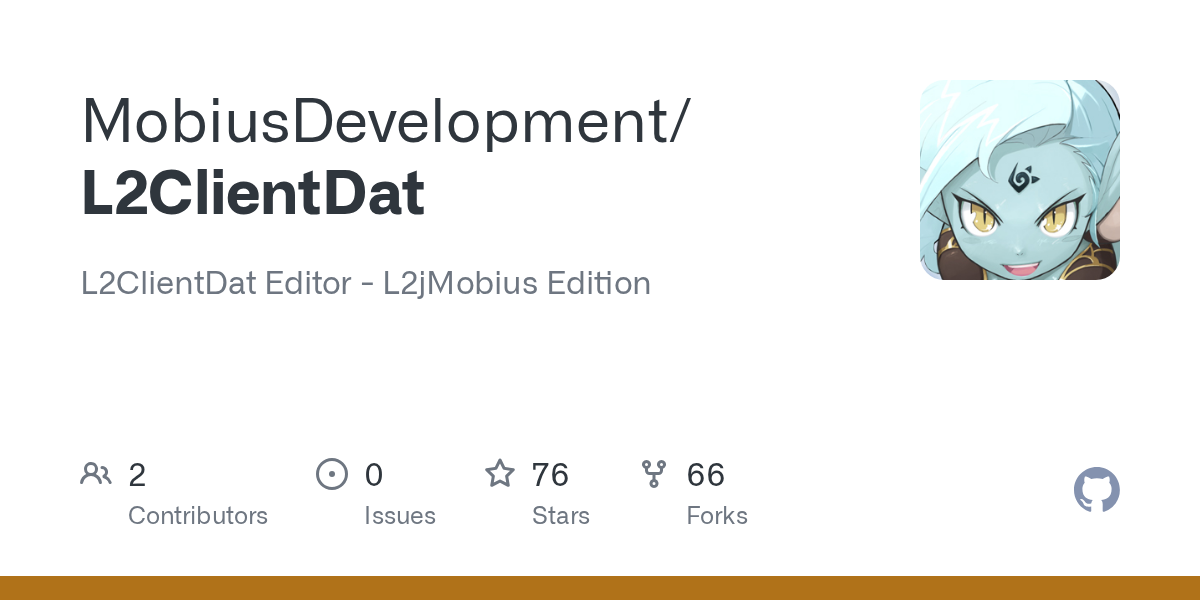 MobiusDevelopment/
L2ClientDat
L2ClientDat Editor - L2jMobius Edition
2 0 76 66
Contributors Issues Stars Forks